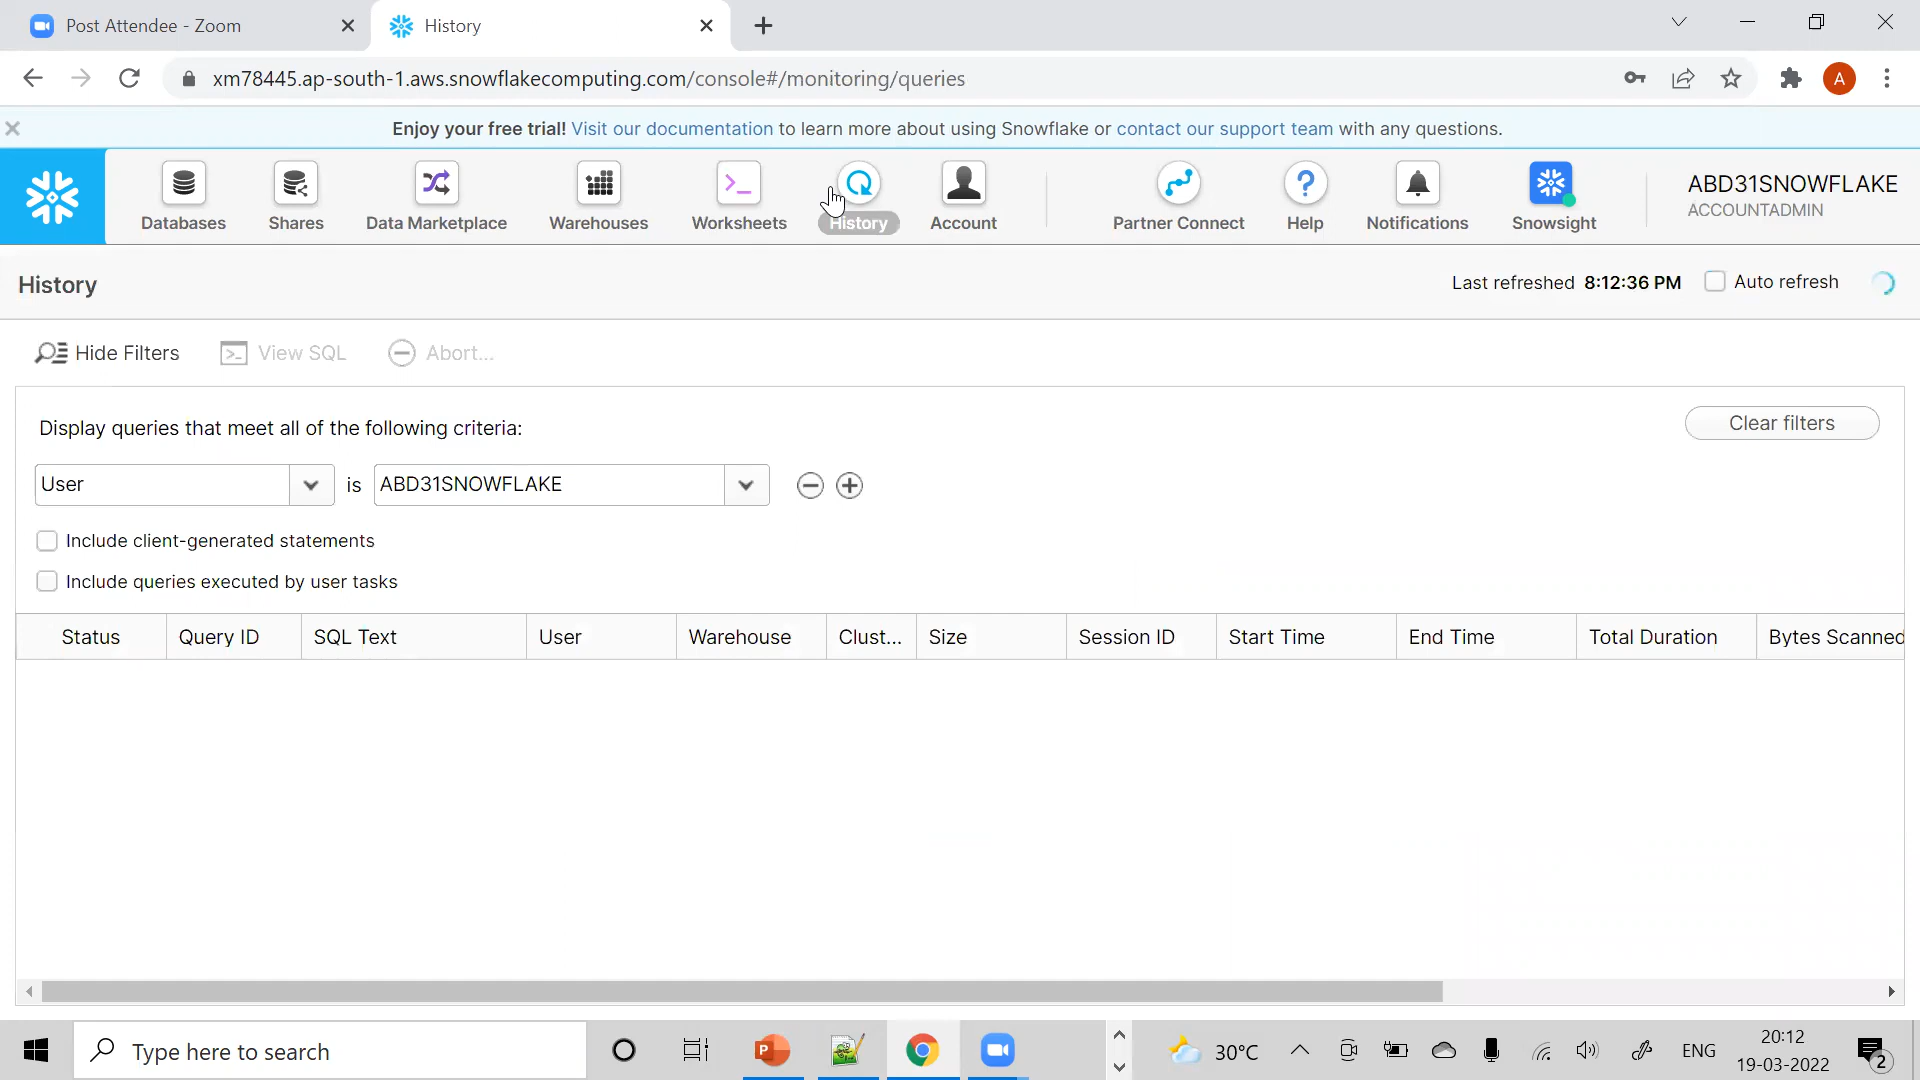 Post Attendee - Zoom
History
xm78445.ap-south-1.aws.snowflakecomputing.com/console#/monitoring/queries
A
Enjoy your free trial! Visit our documentation to learn more about using Snowflake or contact our support team with any questions.
Databases
Shares
Data Marketplace
Warehouses
Worksheets
History
Account
Partner Connect
Help
Notifications
Snowsight
ABD31SNOWFLAKE
ACCOUNTADMIN
History
Last refreshed 8:12:36 PM
Auto refresh
Hide Filters
View SQL
Abort...
Display queries that meet all of the following criteria:
Clear filters
User is ABD31SNOWFLAKE
Include client-generated statements
Include queries executed by user tasks
Status Query ID SQL Text User Warehouse Clust... Size Session ID Start Time End Time Total Duration Bytes Scanned
Type here to search
30°C
ENG
20:12
19-03-2022
2